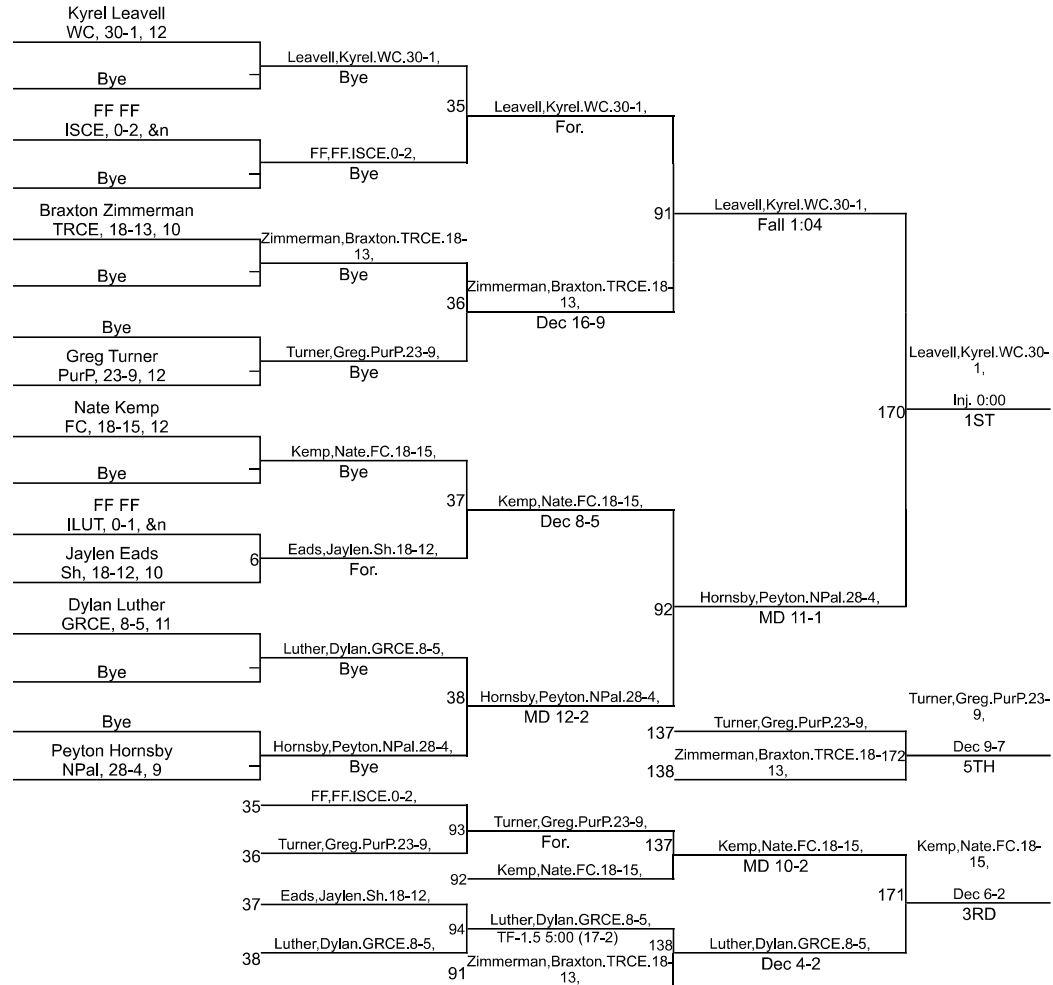 Kyrel Leavell
WC, 30-1, 12
Leavell,Kyrel.WC.30-1,
Bye
Bye
35
Leavell,Kyrel.WC.30-1,
For.
FF FF
ISCE, 0-2, &n
FF,FF.ISCE.0-2,
Bye
Bye
91
Leavell,Kyrel.WC.30-1,
Fall 1:04
Braxton Zimmerman
TRCE, 18-13, 10
Zimmerman,Braxton.TRCE.18-
13,
Bye
Bye
36
Zimmerman,Braxton.TRCE.18-
13,
Dec 16-9
Bye
Greg Turner
PurP, 23-9, 12
Turner,Greg.PurP.23-9,
Bye
Leavell,Kyrel.WC.30-
1,
Inj. 0:00
1ST
170
Nate Kemp
FC, 18-15, 12
Kemp,Nate.FC.18-15,
Bye
Bye
37
Kemp,Nate.FC.18-15,
Dec 8-5
FF FF
ILUT, 0-1, &n
6
Eads,Jaylen.Sh.18-12,
For.
Jaylen Eads
Sh, 18-12, 10
92
Hornsby,Peyton.NPal.28-4,
MD 11-1
Dylan Luther
GRCE, 8-5, 11
Luther,Dylan.GRCE.8-5,
Bye
Bye
38
Hornsby,Peyton.NPal.28-4,
MD 12-2
Bye
Peyton Hornsby
NPal, 28-4, 9
Hornsby,Peyton.NPal.28-4,
Bye
137
Turner,Greg.PurP.23-9,
138
Zimmerman,Braxton.TRCE.18-
13,
172
Turner,Greg.PurP.23-
9,
Dec 9-7
5TH
35
FF,FF.ISCE.0-2,
36
Turner,Greg.PurP.23-9,
93
Turner,Greg.PurP.23-9,
For.
92
Kemp,Nate.FC.18-15,
137
Kemp,Nate.FC.18-15,
MD 10-2
37
Eads,Jaylen.Sh.18-12,
38
Luther,Dylan.GRCE.8-5,
94
Luther,Dylan.GRCE.8-5,
TF-1.5 5:00 (17-2)
91
Zimmerman,Braxton.TRCE.18-
13,
138
Luther,Dylan.GRCE.8-5,
Dec 4-2
171
Kemp,Nate.FC.18-
15,
Dec 6-2
3RD